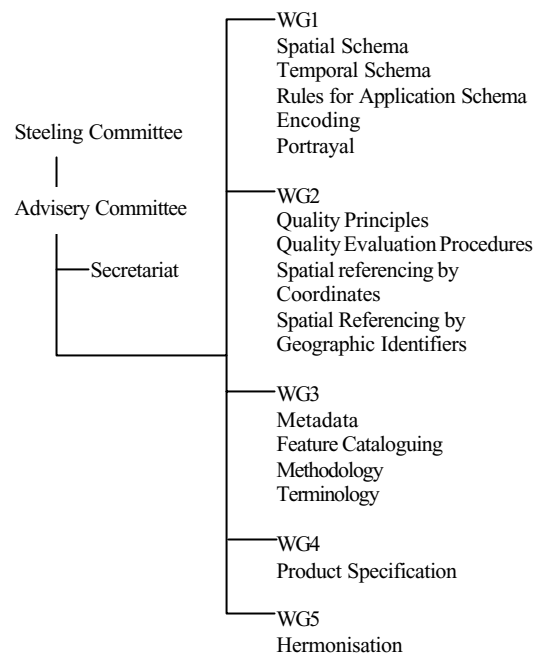 Steeling Committee
Advisery Committee
Secretariat
WG1
Spatial Schema
Temporal Schema
Rules for Application Schema
Encoding
Portrayal
WG2
Quality Principles
Quality Evaluation Procedures
Spatial referencing by
Coordinates
Spatial Referencing by
Geographic Identifiers
WG3
Metadata
Feature Cataloguing
Methodology
Terminology
WG4
Product Specification
WG5
Hermonisation